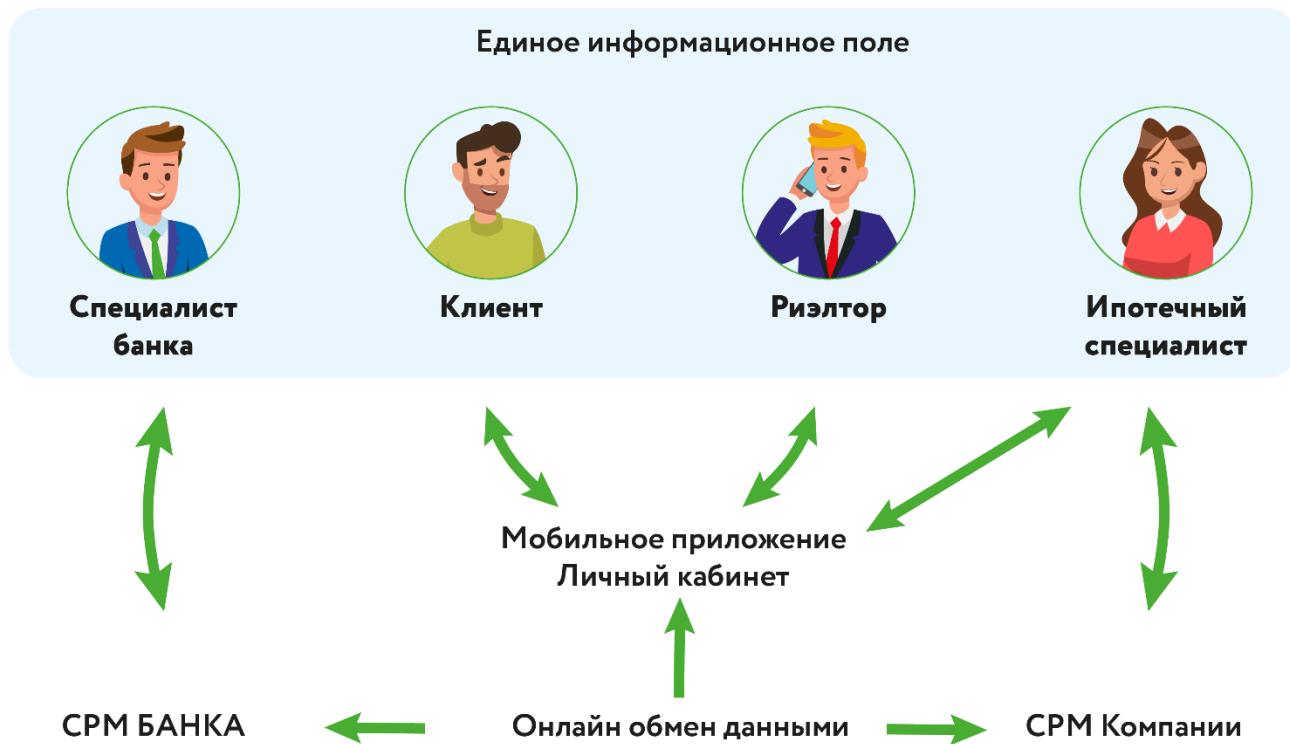 Единое информационное поле
Специалист
банка
Клиент
Риэлтор
Ипотечный
специалист
Мобильное приложение
Личный кабинет
СРМ БАНКА
Онлайн обмен данными
СРМ Компании